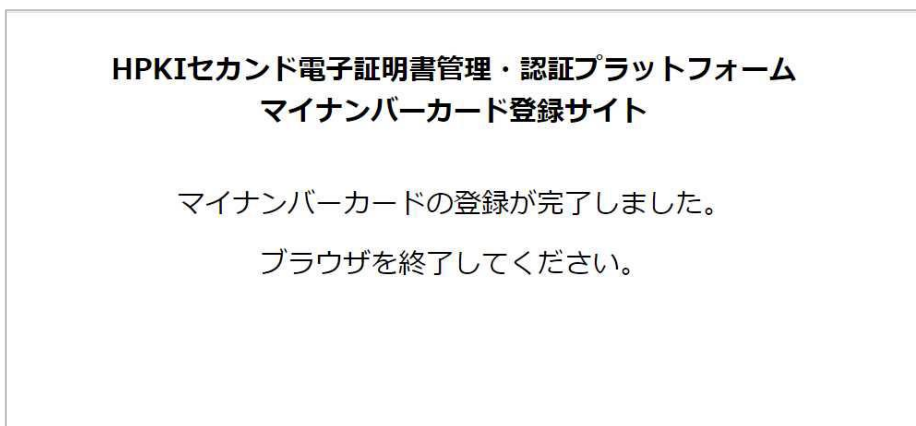 HPKIセカンド電子証明書管理・認証プラットフォーム
マイナンバーカード登録サイト
マイナンバーカードの登録が完了しました。
ブラウザを終了してください。